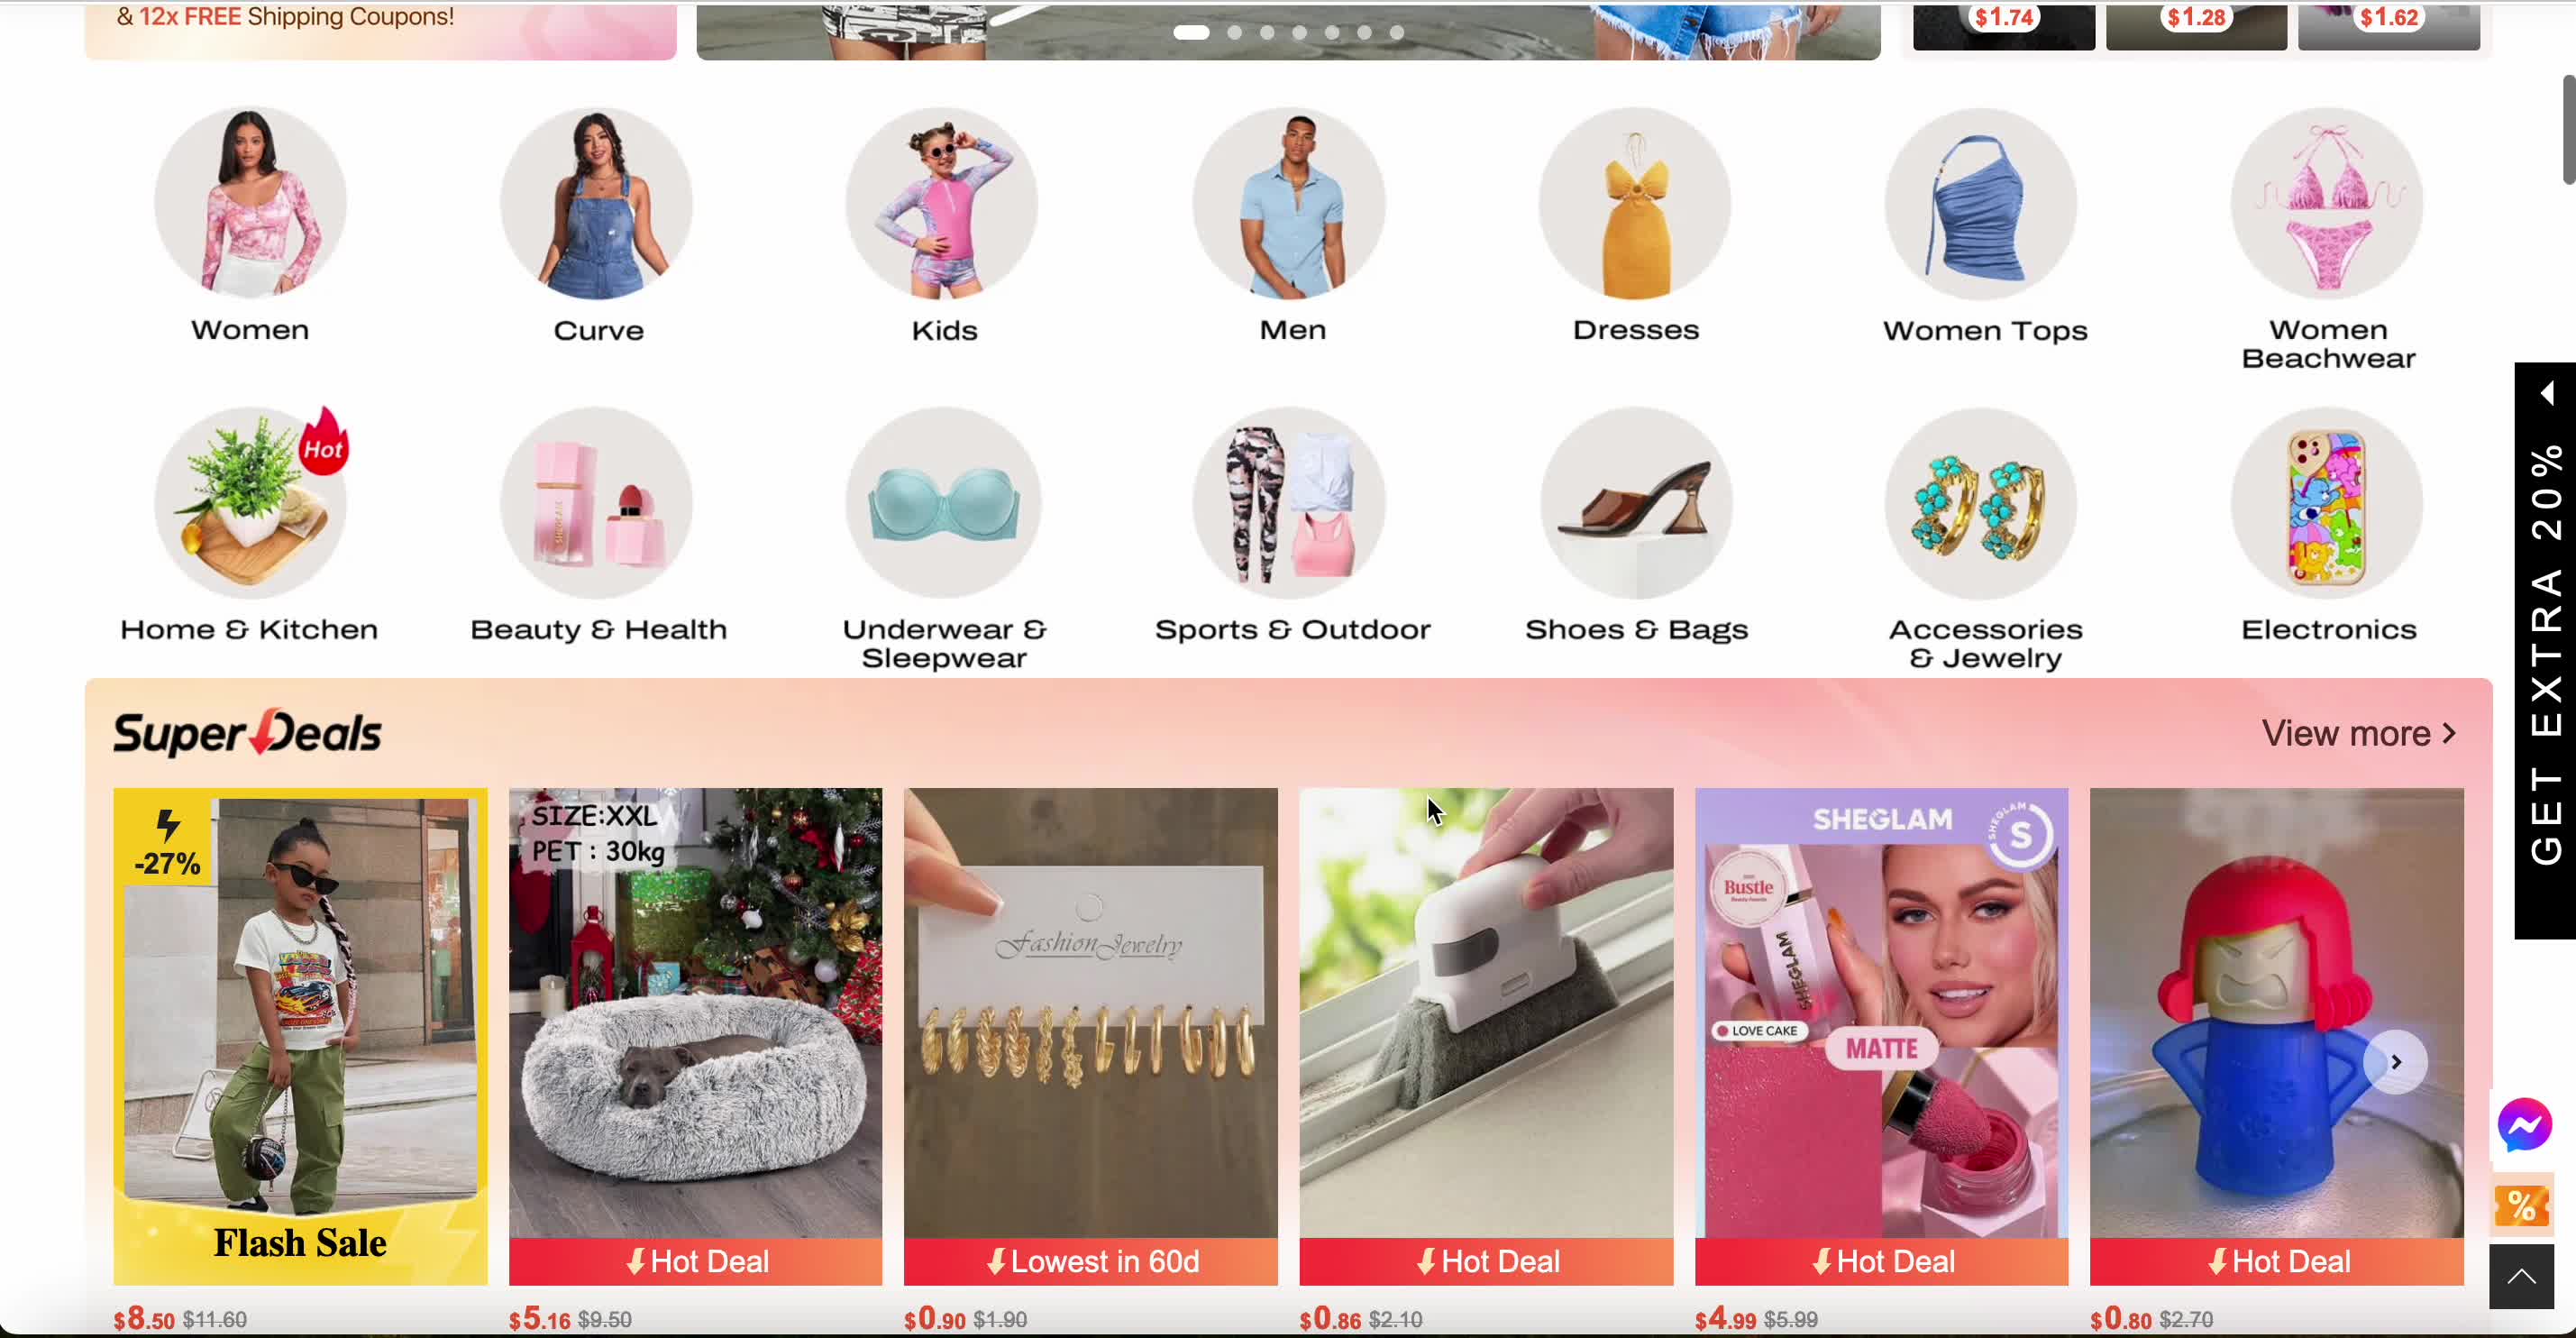 & 12x FREE Shipping Coupons!
$1.74
$1.28
$1.62
Women
Curve
Kids
Men
Dresses
Women Tops
Women
Beachwear
Hot
Home & Kitchen
Beauty & Health
Underwear &
Sleepwear
Sports & Outdoor
Shoes & Bags
Accessories
& Jewelry
Electronics
GET EXTRA 20%
Super Deals
View more >
-27%
Flash Sale
SIZE:XXL
PET : 30kg
Hot Deal
Fashion Jewelry
Lowest in 60d
Hot Deal
SHEGLAM
SHEGLAM
S
Bustle
SHEGLAM
LOVE CAKE
MATTE
Hot Deal
Hot Deal
%
$8.50 $11.60
$5.16 $9.50
$0.90 $1.90
$0.86 $2.10
$4.99 $5.99
$0.80 $2.70